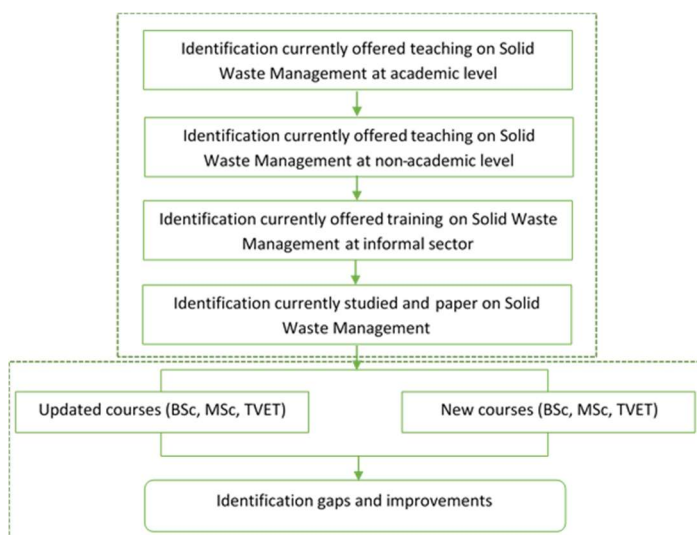 Identification currently offered teaching on Solid
Waste Management at academic level
Identification currently offered teaching on Solid
Waste Management at non-academic level
Identification currently offered training on Solid Waste
Management at informal sector
Identification currently studied and paper on Solid
Waste Management
Updated courses (BSc, MSc, TVET)
New courses (BSc, MSc, TVET)
Identification gaps and improvements